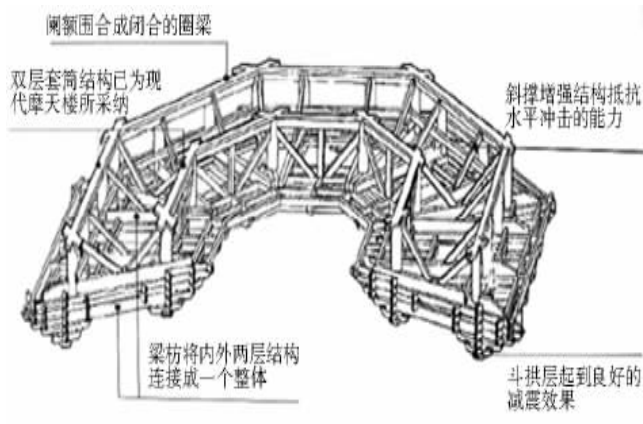 阑额围合成闭合的圈梁
双层套筒结构已为现
代摩天楼所采纳
斜撑增强结构抵抗
水平冲击的能力
梁枋将内外两层结构
连接成一个整体
斗拱层起到良好的
减震效果